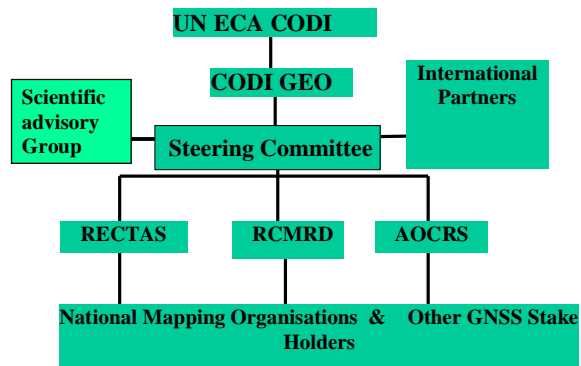 UN ECA CODI
CODI GEO
International
Partners
Scientific
advisory
Group
Steering Committee
RECTAS
RCMRD
AOCRS
National Mapping Organisations & Other GNSS Stake
Holders